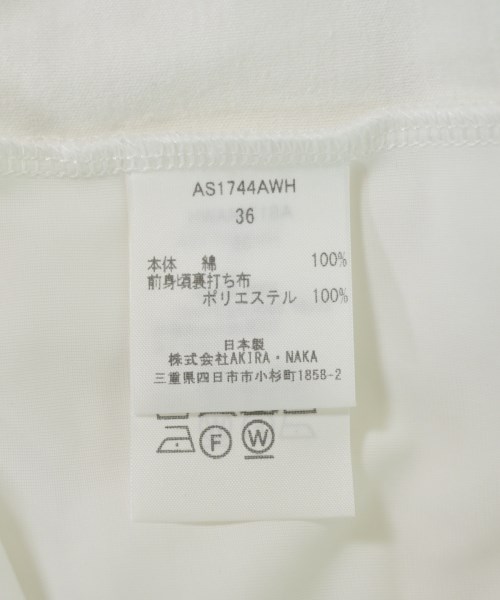 AS1744AWH
36
本体 綿 100%
前身頃裏打ち布
ポリエステル 100%
日本製
株式会社AKIRA・NAKA
三重県四日市市小杉町1858-2
F W